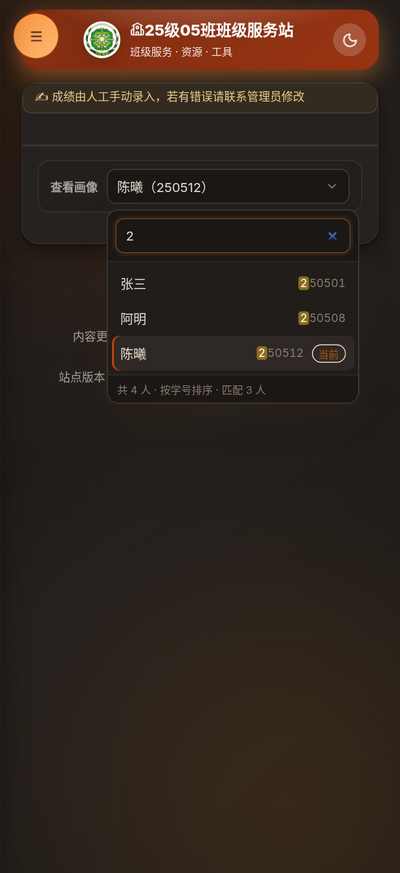 25级05班班级服务站
班级服务 · 资源 · 工具
✍ 成绩由人工手动录入，若有错误请联系管理员修改
查看画像
陈曦（250512）
2
张三 250501
阿明 250508
陈曦 250512 当前
共 4 人 · 按学号排序 · 匹配 3 人
内容更
站点版本